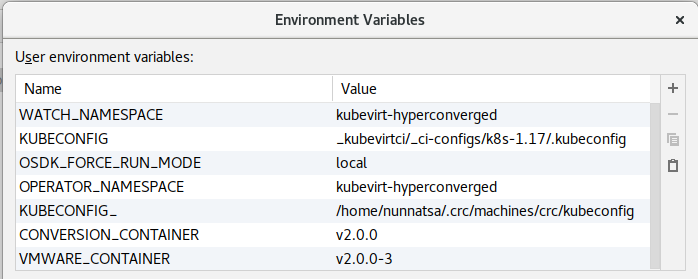 Environment Variables
User environment variables:
Name Value
WATCH_NAMESPACE kubevirt-hyperconverged
KUBECONFIG _kubevirtci/_ci-configs/k8s-1.17/.kubeconfig
OSDK_FORCE_RUN_MODE local
OPERATOR_NAMESPACE kubevirt-hyperconverged
KUBECONFIG_ /home/nunnatsa/.crc/machines/crc/kubeconfig
CONVERSION_CONTAINER v2.0.0
VMWARE_CONTAINER v2.0.0-3